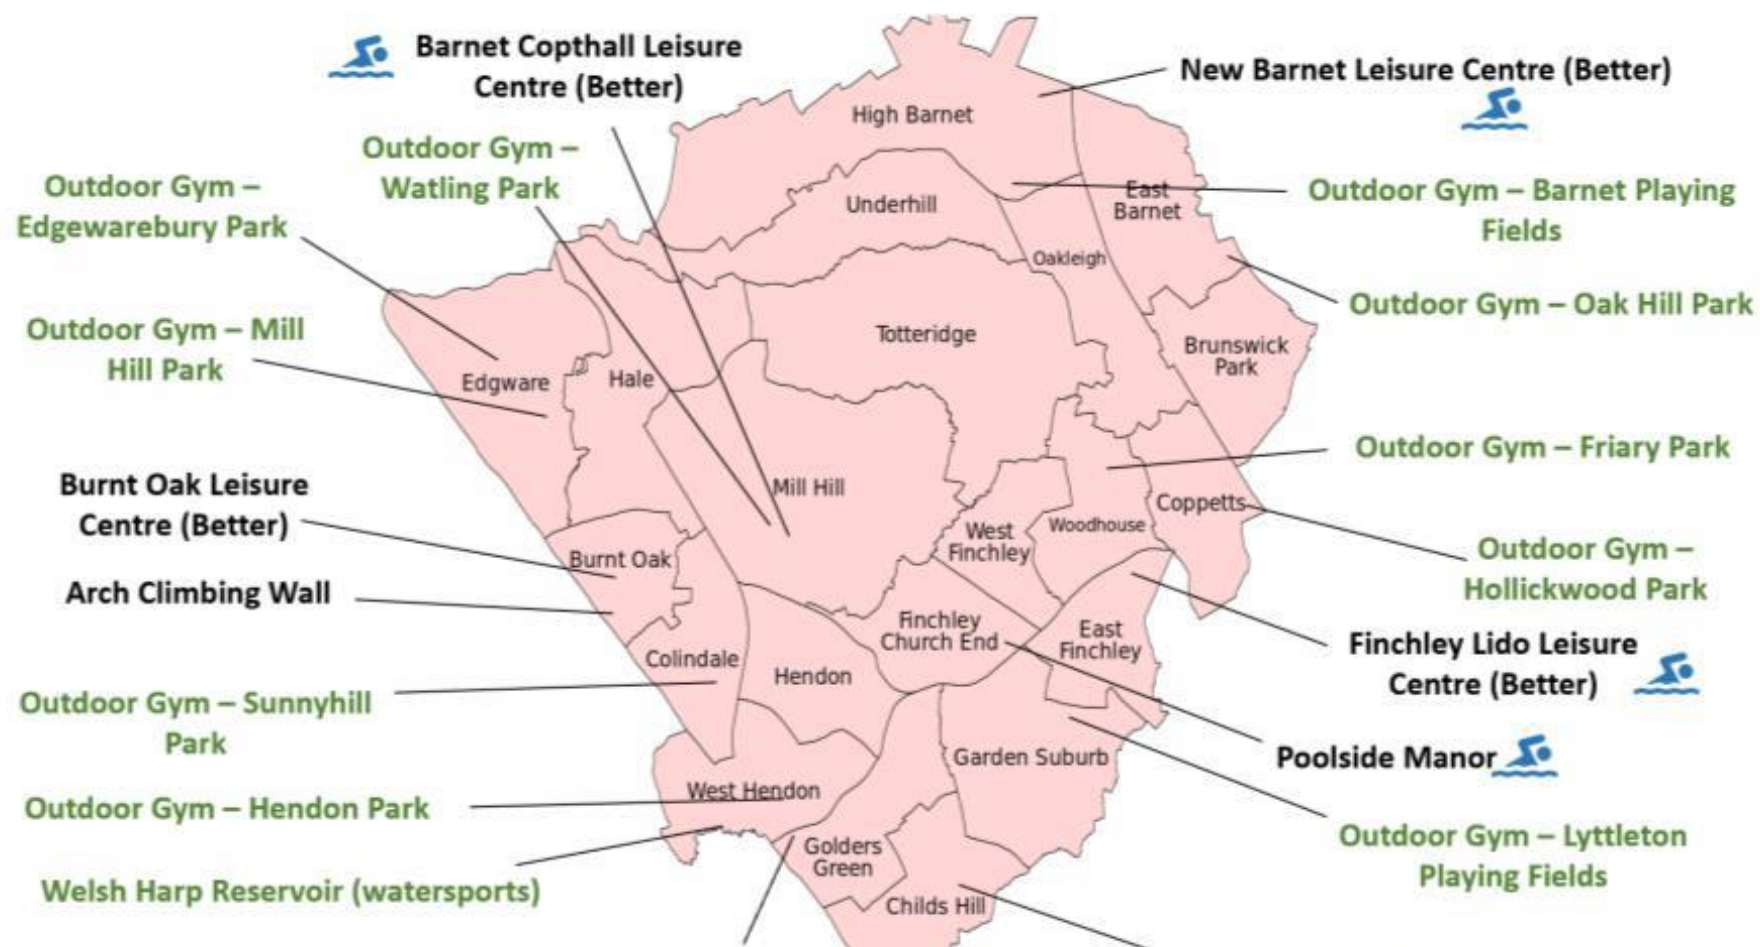 Barnet Copthall Leisure
Centre (Better)
New Barnet Leisure Centre (Better)
Outdoor Gym –
Watling Park
Outdoor Gym –
Edgewarebury Park
Outdoor Gym – Barnet Playing
Fields
Outdoor Gym – Oak Hill Park
Outdoor Gym – Mill
Hill Park
Outdoor Gym – Friary Park
Burnt Oak Leisure
Centre (Better)
Outdoor Gym –
Hollickwood Park
Arch Climbing Wall
Finchley Lido Leisure
Centre (Better)
Outdoor Gym – Sunnyhill
Park
Poolside Manor
Outdoor Gym – Hendon Park
Outdoor Gym – Lyttleton
Playing Fields
Welsh Harp Reservoir (watersports)
High Barnet
Underhill
East
Barnet
Oakleigh
Totteridge
Brunswick
Park
Edgware
Hale
Mill Hill
Coppetts
West
Finchley
Woodhouse
Burnt Oak
Finchley
Church End
East
Finchley
Colindale
Hendon
Garden Suburb
West Hendon
Golders
Green
Childs Hill